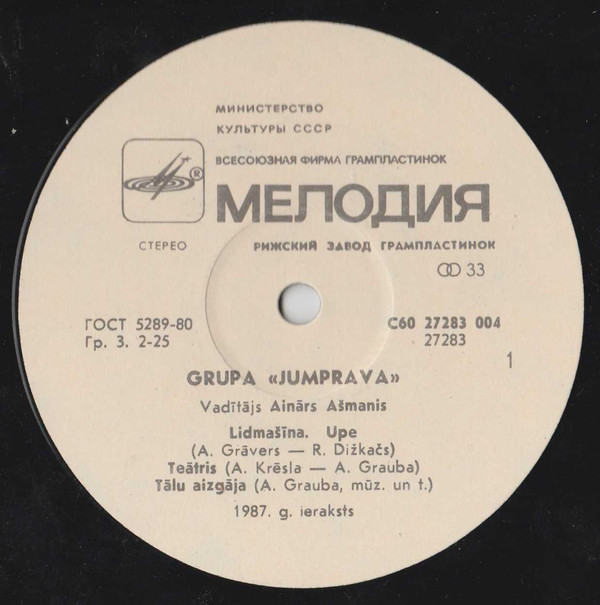 МИНИСТЕРСТВО
КУЛЬТУРЫ СССР
ВСЕСОЮЗНАЯ ФИРМА ГРАМПЛАСТИНОК
®
МЕЛОДИЯ
СТЕРЕО
РИЖСКИЙ ЗАВОД ГРАМПЛАСТИНОК
33
ГОСТ 5289-80
Гр. 3. 2-25
С60 27283 004
27283
1
GRUPA «JUMPRAVA»
Vadītājs Ainārs Ašmanis
Lidmašīna. Upe
(A. Grāvers — R. Dižkačs)
Teātris (A. Krēsla — A. Grauba)
Tālu aizgāja (A. Grauba, mūz. un t.)
1987. g. ieraksts